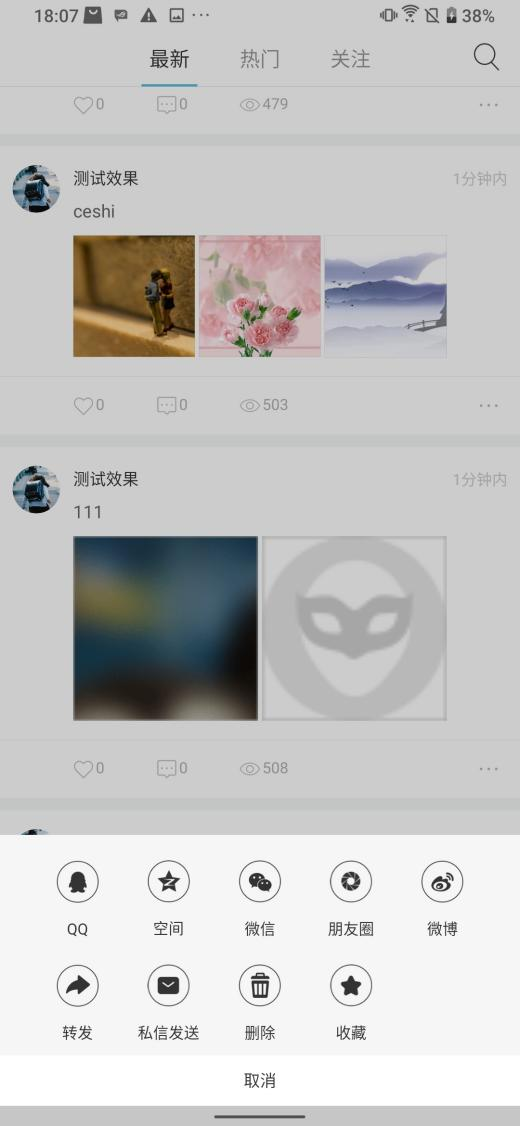 18:07 ··· 38%
最新 热门 关注
0 0 479 ···
测试效果 1分钟内
ceshi
0 0 503 ···
测试效果 1分钟内
111
0 0 508 ···
QQ 空间 微信 朋友圈 微博
转发 私信发送 删除 收藏
取消